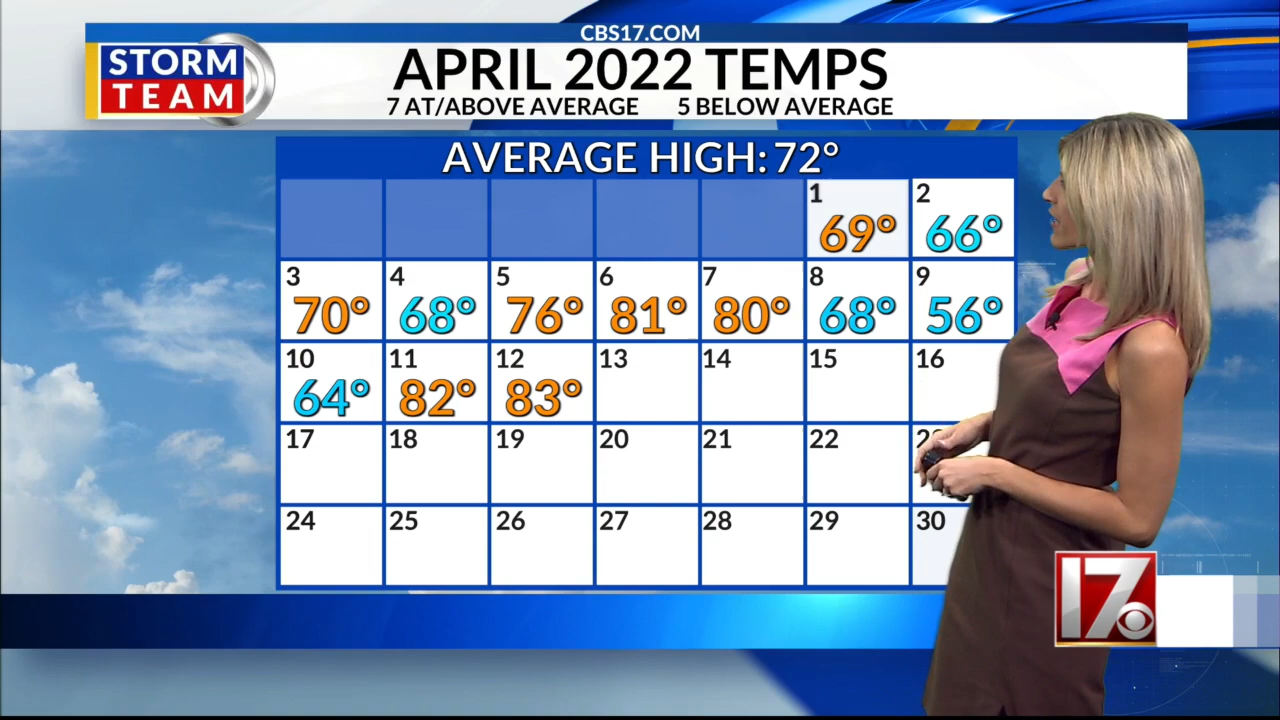 CBS17.COM
STORM
TEAM
APRIL 2022 TEMPS
7 AT/ABOVE AVERAGE 5 BELOW AVERAGE
AVERAGE HIGH: 72°
1 2
69° 66°
3 4 5 6 7 8 9
70° 68° 76° 81° 80° 68° 56°
10 11 12 13 14 15 16
64° 82° 83°
17 18 19 20 21 22
24 25 26 27 28 29 30
17